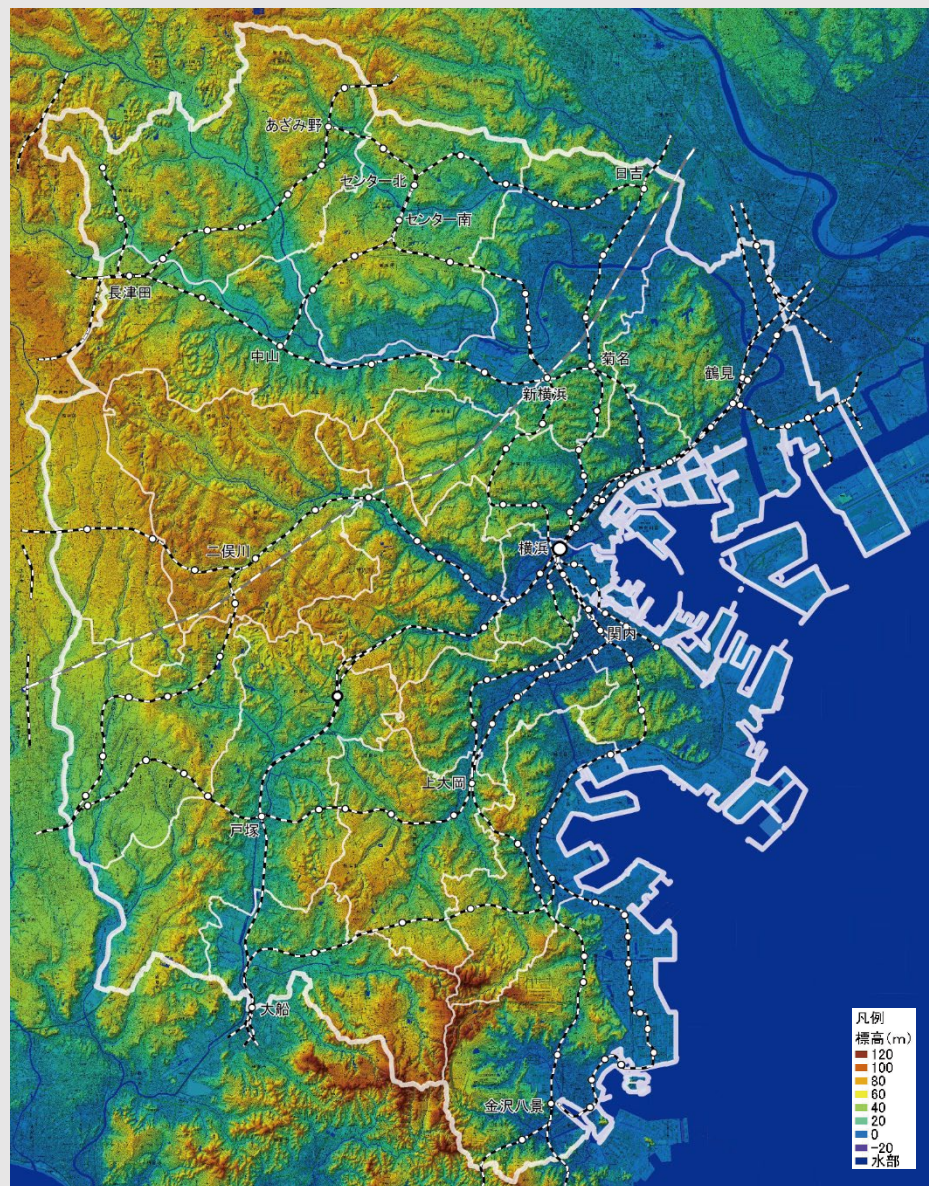 あざみ野
日吉
センター北
センター南
長津田
中山
菊名
鶴見
新横浜
横浜
二俣川
関内
上大岡
戸塚
大船
金沢八景
凡例
標高(m)
120
100
80
60
40
20
0
-20
水部